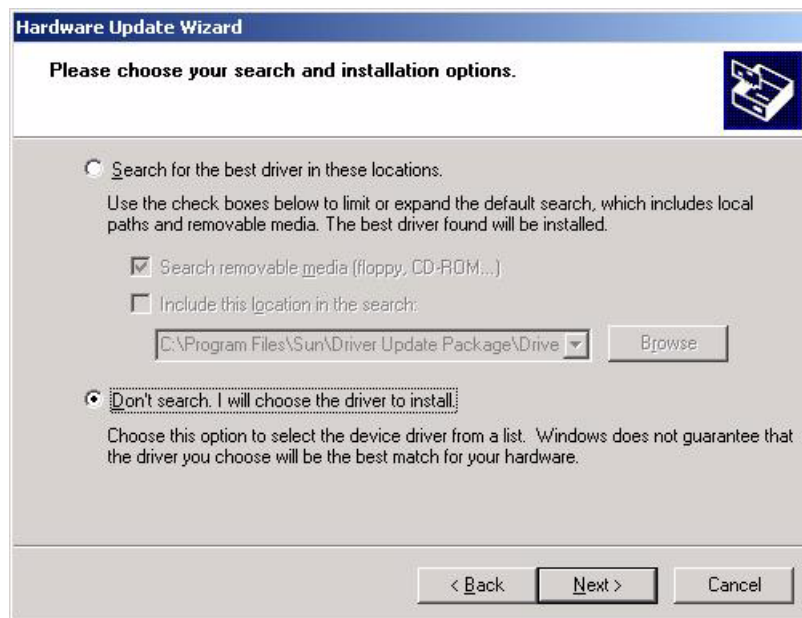 Hardware Update Wizard
Please choose your search and installation options.
Search for the best driver in these locations.
Use the check boxes below to limit or expand the default search, which includes local
paths and removable media. The best driver found will be installed.
Search removable media (floppy, CD-ROM...)
Include this location in the search:
C:\Program Files\Sun\Driver Update Package\Drive
Browse
Don't search. I will choose the driver to install.
Choose this option to select the device driver from a list. Windows does not guarantee that
the driver you choose will be the best match for your hardware.
< Back Next > Cancel